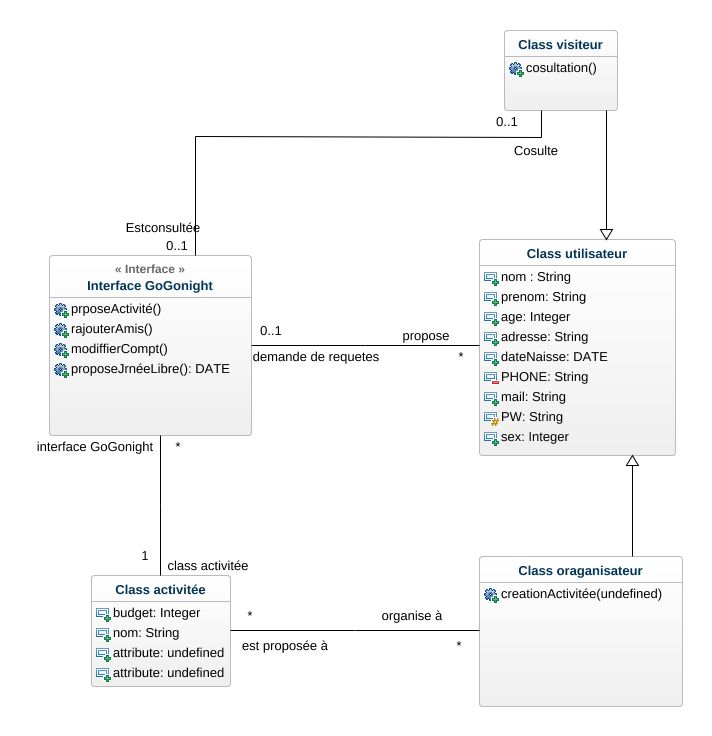 Class visiteur
cosultation()
0..1
Cosulte
Estconsultée
0..1
« Interface »
Interface GoGonight
prposeActivité()
rajouterAmis()
modiffierCompt()
proposeJrnéeLibre(): DATE
0..1
propose
demande de requetes
*
Class utilisateur
nom : String
prenom: String
age: Integer
adresse: String
dateNaisse: DATE
PHONE: String
mail: String
PW: String
sex: Integer
interface GoGonight
*
1
class activitée
Class activitée
budget: Integer
nom: String
attribute: undefined
attribute: undefined
*
organise à
est proposée à
*
Class oraganisateur
creationActivitée(undefined)